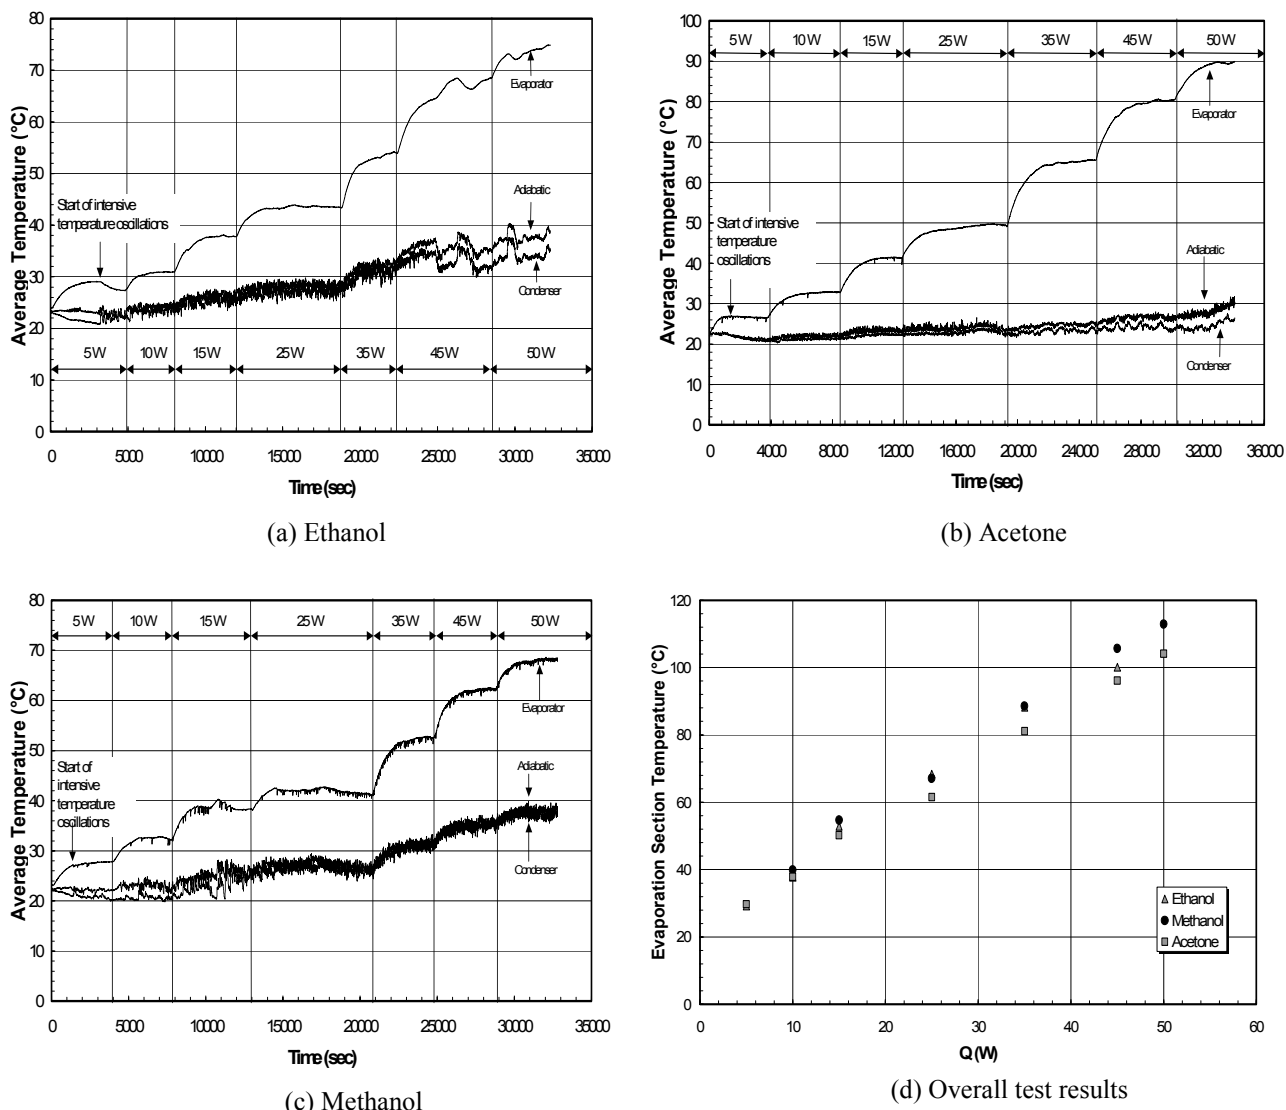 80
70
60
50
40
30
20
10
0
Average Temperature (°C)
5W 10W 15W 25W 35W 45W 50W
Evaporator
Adiabatic
Condenser
Start of intensive
temperature oscillations
0 5000 10000 15000 20000 25000 30000 35000
Time (sec)
(a) Ethanol
100
90
80
70
60
50
40
30
20
10
0
Average Temperature (°C)
5W 10W 15W 25W 35W 45W 50W
Evaporator
Start of intensive
temperature
oscillations
Adiabatic
Condenser
0 4000 8000 12000 16000 20000 24000 28000 32000 36000
Time (sec)
(b) Acetone
80
70
60
50
40
30
20
10
0
Average Temperature (°C)
5W 10W 15W 25W 35W 45W 50W
Evaporator
Start of
intensive
temperature
oscillations
Adiabatic
Condenser
0 5000 10000 15000 20000 25000 30000 35000
Time (sec)
(c) Methanol
120
100
80
60
40
20
0
Evaporation Section Temperature (°C)
Ethanol
Methanol
Acetone
0 10 20 30 40 50 60
Q (W)
(d) Overall test results